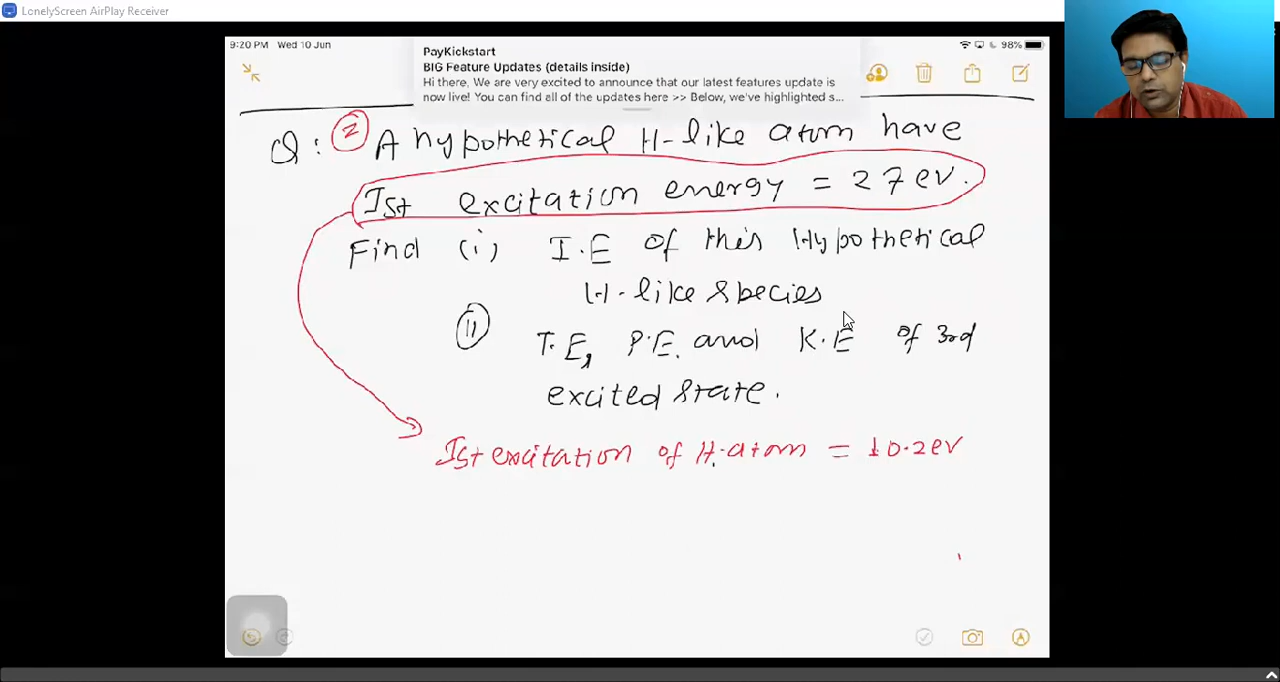 LonelyScreen AirPlay Receiver
9:20 PM Wed 10 Jun
98%
PayKickstart
BIG Feature Updates (details inside)
Hi there, We are very excited to announce that our latest features update is
now live! You can find all of the updates here >> Below, we've highlighted s...
Q: 2 A hypothetical H-like atom have
Ist excitation energy = 27 ev.
Find (i) I.E of this Hypothetical
H-like species
(11) T.E, P.E. and K.E of 3rd
excited state.
Ist excitation of H.atom = 10.2ev